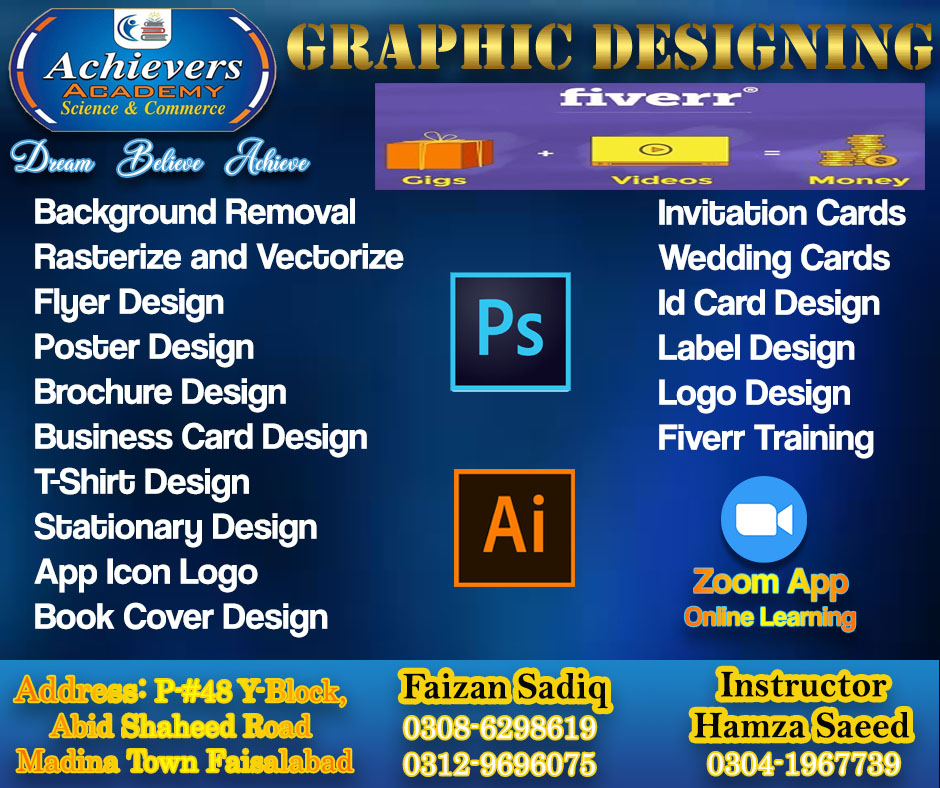 Achievers
ACADEMY
Science & Commerce
Dream Believe Achieve
GRAPHIC DESIGNING
fiverr®
Gigs + Videos = Money
Background Removal
Rasterize and Vectorize
Flyer Design
Poster Design
Brochure Design
Business Card Design
T-Shirt Design
Stationary Design
App Icon Logo
Book Cover Design
Ps
Ai
Invitation Cards
Wedding Cards
Id Card Design
Label Design
Logo Design
Fiverr Training
Zoom App
Online Learning
Address: P-#48 Y-Block,
Abid Shaheed Road
Madina Town Faisalabad
Faizan Sadiq
0308-6298619
0312-9696075
Instructor
Hamza Saeed
0304-1967739